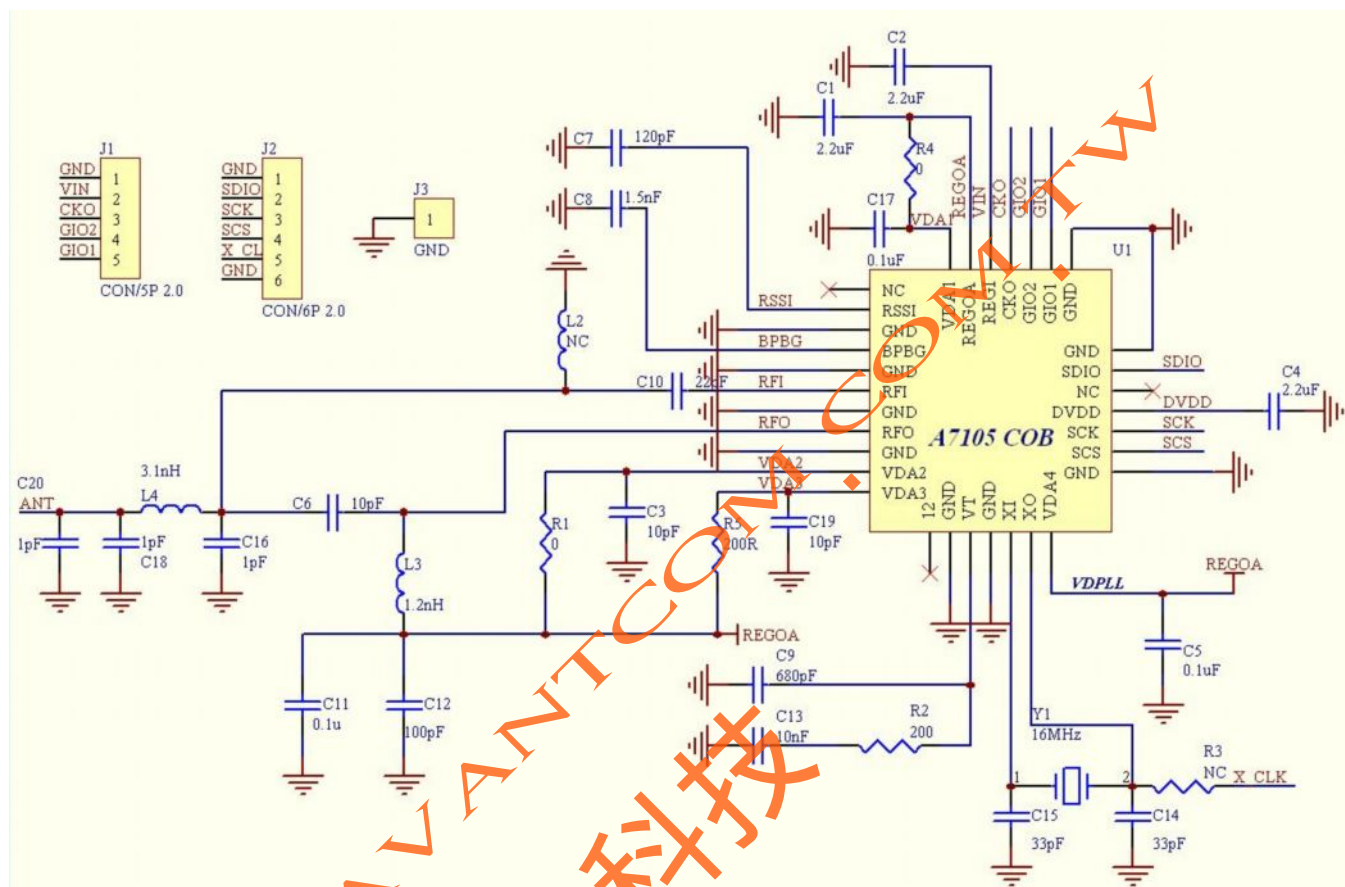 C2
2.2uF
C1
2.2uF
R4
0
C17
0.1uF
VDA1
REGOA
VIN
CKO
GIO2
GIO1
C7
120pF
C8
1.5nF
J1
GND 1
VIN 2
CKO 3
GIO2 4
GIO1 5
CON/5P 2.0
J2
GND 1
SDIO 2
SCK 3
SCS 4
X CL 5
GND 6
CON/6P 2.0
J3
1
GND
U1
L2
NC
RSSI
BPBG
C10
RFI
RFO
VDA2
NC
RSSI
GND
BPBG
GND
RFI
GND
RFO
GND
VDA2
VDA3
VDA1
REGOA
REGI
CKO
GIO2
GIO1
GND
GND
SDIO
NC
DVDD
SCK
SCS
GND
A7105 COB
12
GND
VT
GND
XI
XO
VDA4
SDIO
DVDD
SCK
SCS
C4
2.2uF
C20
ANT
1pF
3.1nH
L4
1pF
C18
C16
1pF
C6
10pF
L3
1.2nH
R1
0
C3
10pF
200R
C19
10pF
REGOA
C11
0.1u
C12
100pF
C9
680pF
C13
10nF
R2
200
VDPLL
REGOA
C5
0.1uF
Y1
16MHz
1
2
R3
NC
X CLK
C15
33pF
C14
33pF
AVANTCOM.COM.TW
科技